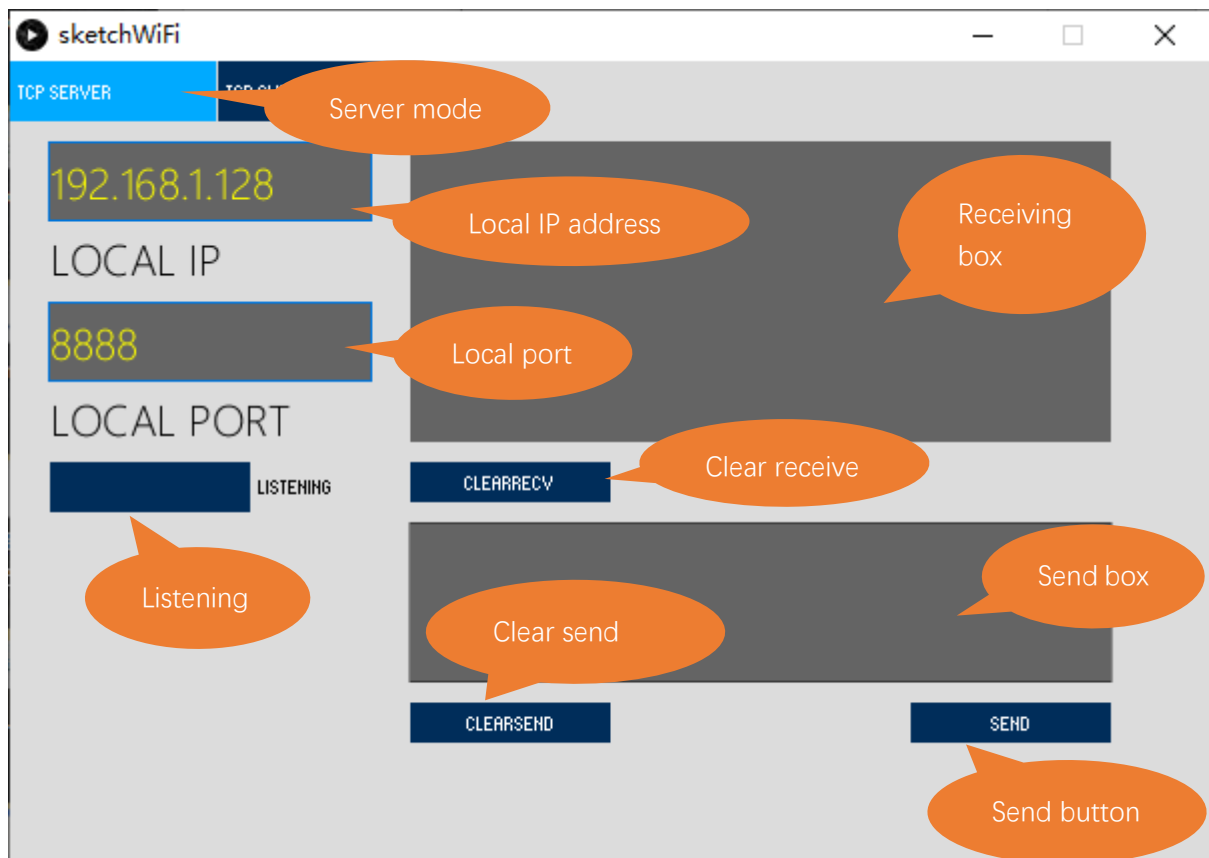 sketchWiFi
TCP SERVER
TCP
Server mode
192.168.1.128
Local IP address
Receiving
box
LOCAL IP
8888
Local port
LOCAL PORT
Clear receive
LISTENING
CLEARRECV
Listening
Send box
Clear send
CLEARSEND
SEND
Send button